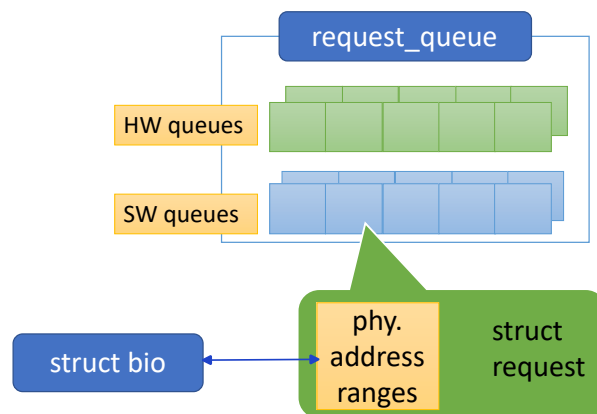 request_queue
HW queues
SW queues
phy.
address
ranges
struct
request
struct bio